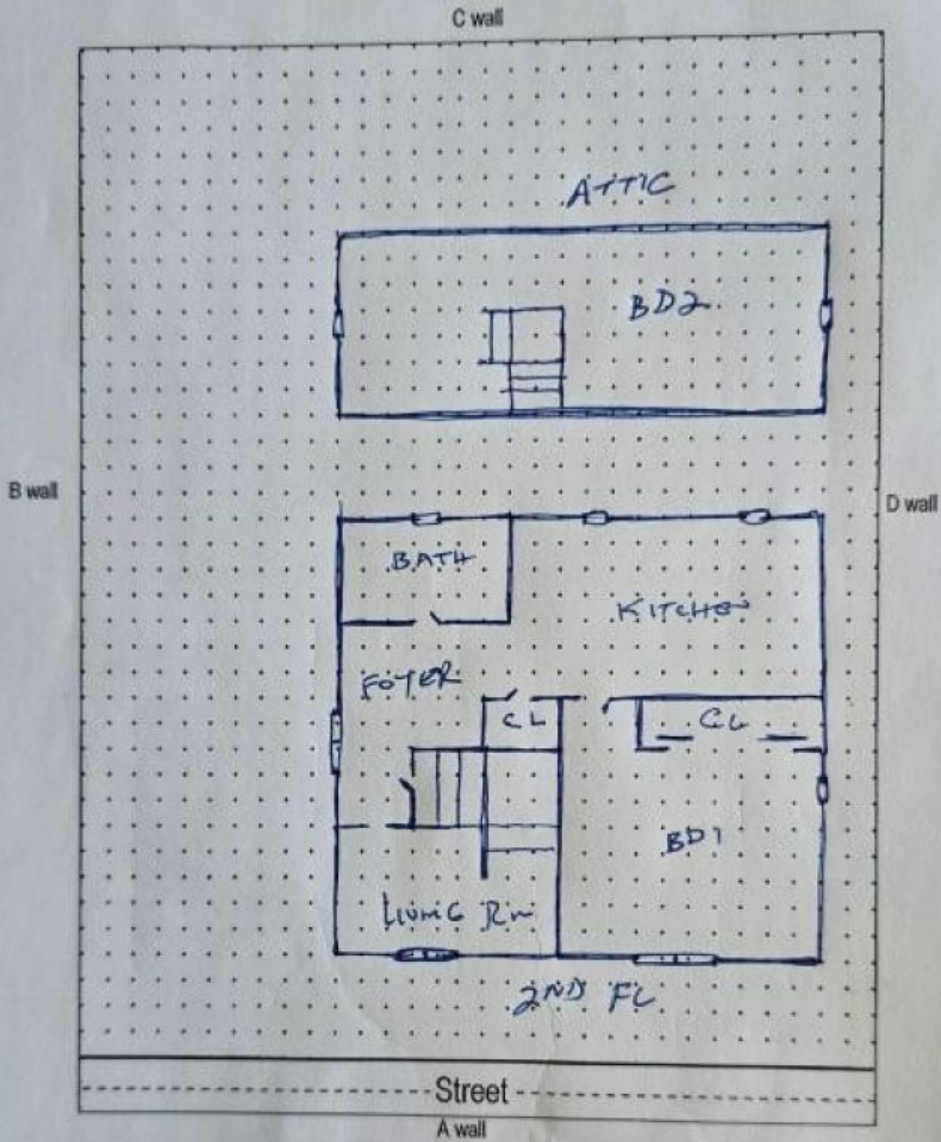 C wall
ATTIC
BD2
B wall
D wall
BATH
KITCHEN
FOYER
CL
CL
BD1
LIVING Rm
2ND FL
Street
A wall